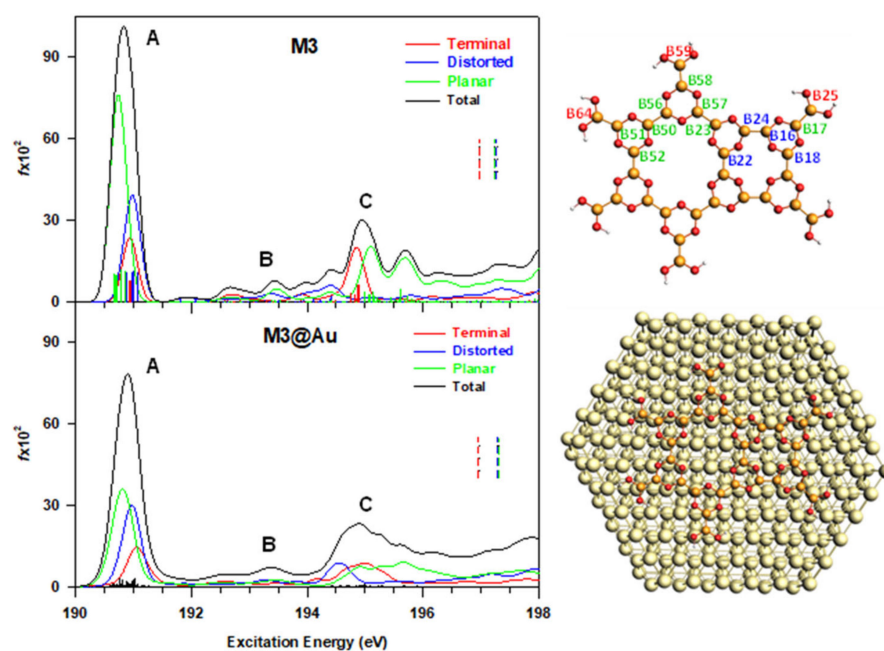 M3
A
Terminal
Distorted
Planar
Total
90
60
30
0
fx10²
B
C
M3@Au
A
Terminal
Distorted
Planar
Total
90
60
30
0
fx10²
B
C
190 192 194 196 198
Excitation Energy (eV)
B59
B58
B56 B57
B64 B24 B25
B51 B50 B23 B16 B17
B52 B22 B18